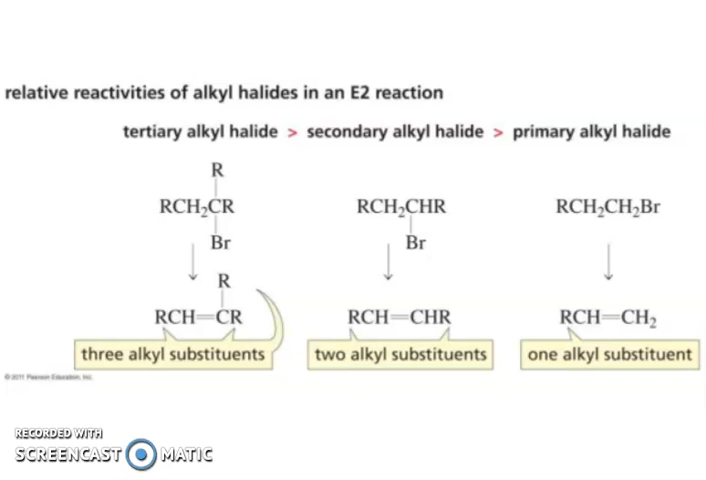 relative reactivities of alkyl halides in an E2 reaction
tertiary alkyl halide > secondary alkyl halide > primary alkyl halide
R
RCH₂CR RCH₂CHR RCH₂CH₂Br
Br Br
R
RCH=CR RCH=CHR RCH=CH₂
three alkyl substituents two alkyl substituents one alkyl substituent
© 2011 Pearson Education, Inc.
RECORDED WITH
SCREENCAST MATIC